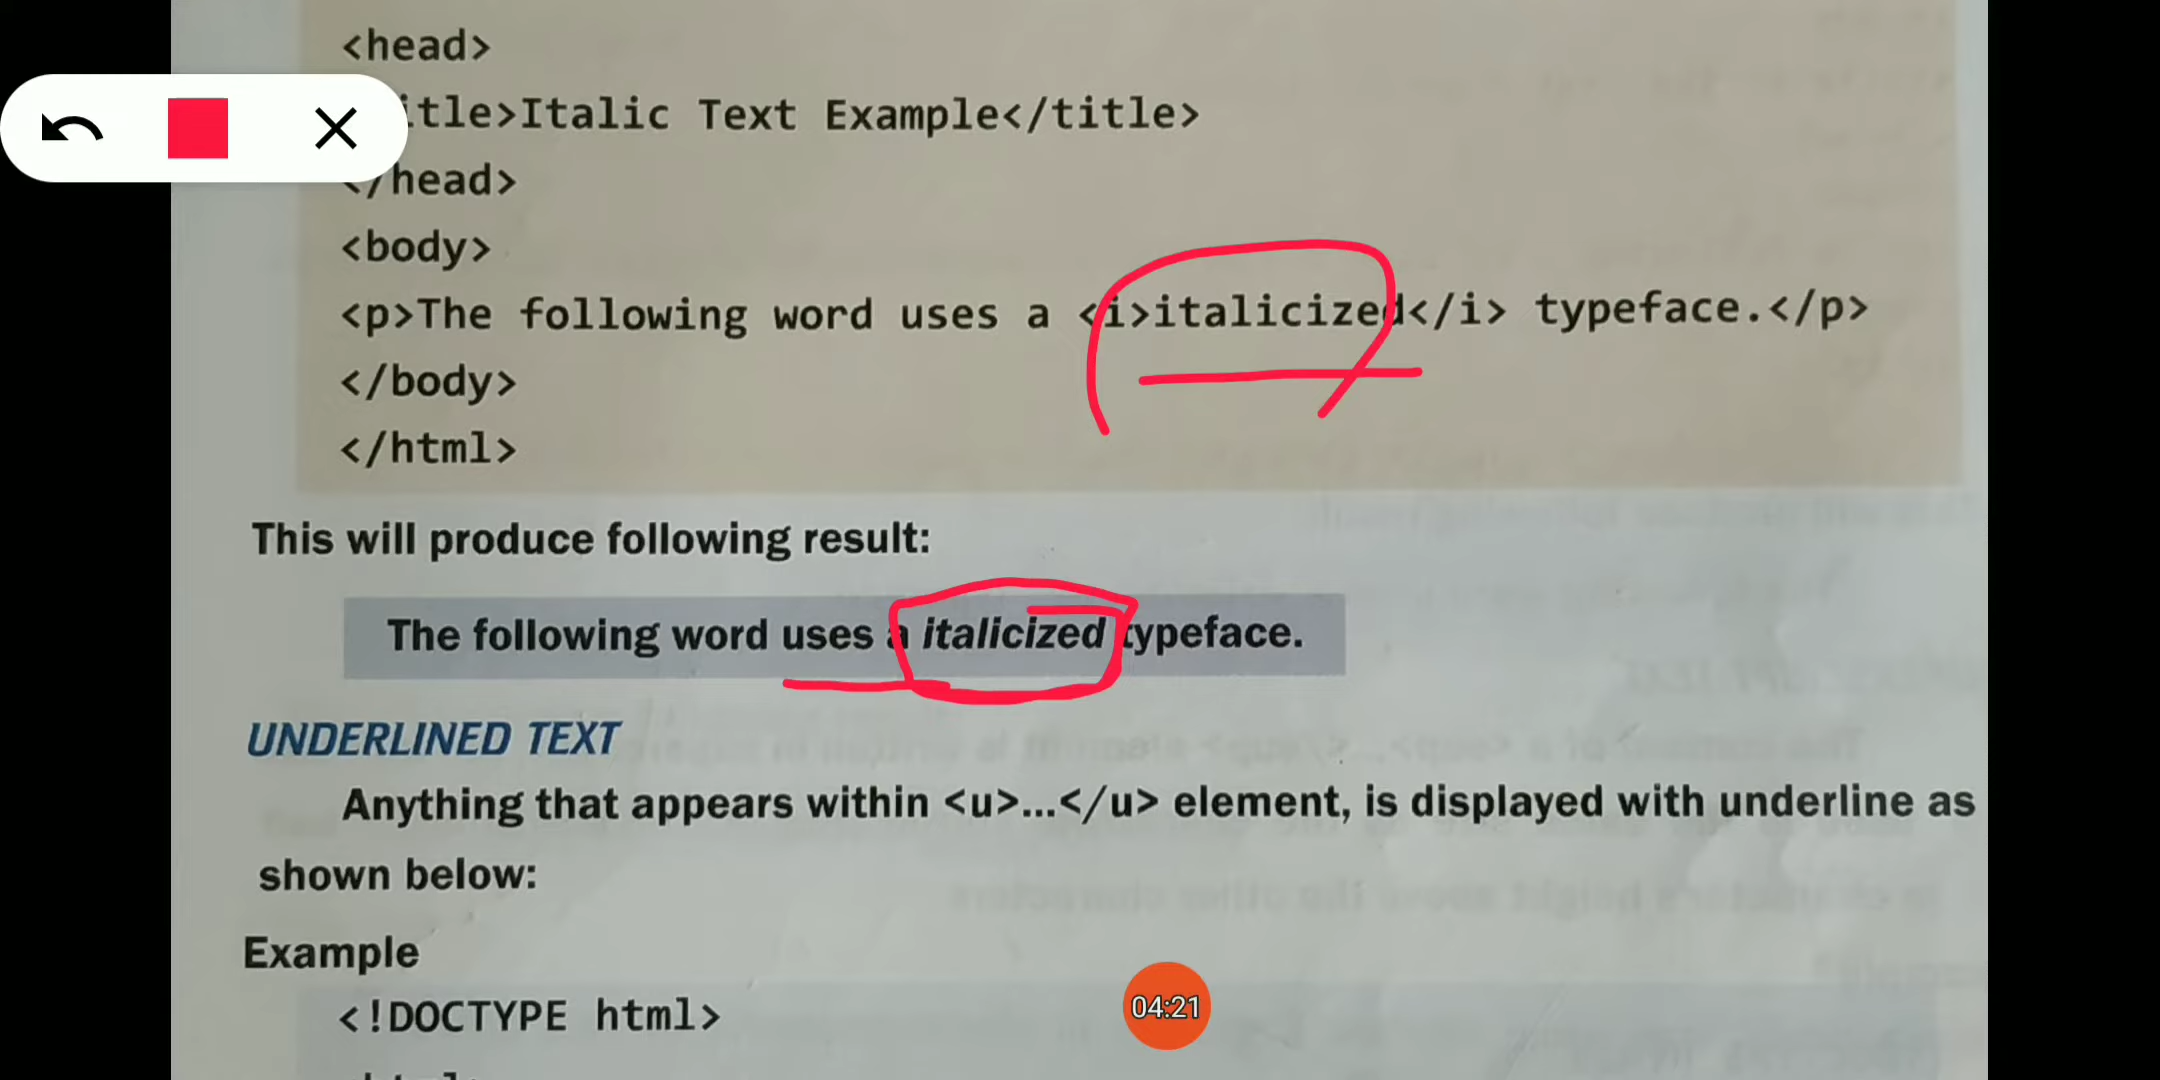 <head>
itle>Italic Text Example</title>
</head>
<body>
<p>The following word uses a <i>italicized</i> typeface.</p>
</body>
</html>
This will produce following result:
The following word uses a italicized typeface.
UNDERLINED TEXT
Anything that appears within <u>...</u> element, is displayed with underline as
shown below:
Example
<!DOCTYPE html>
04:21